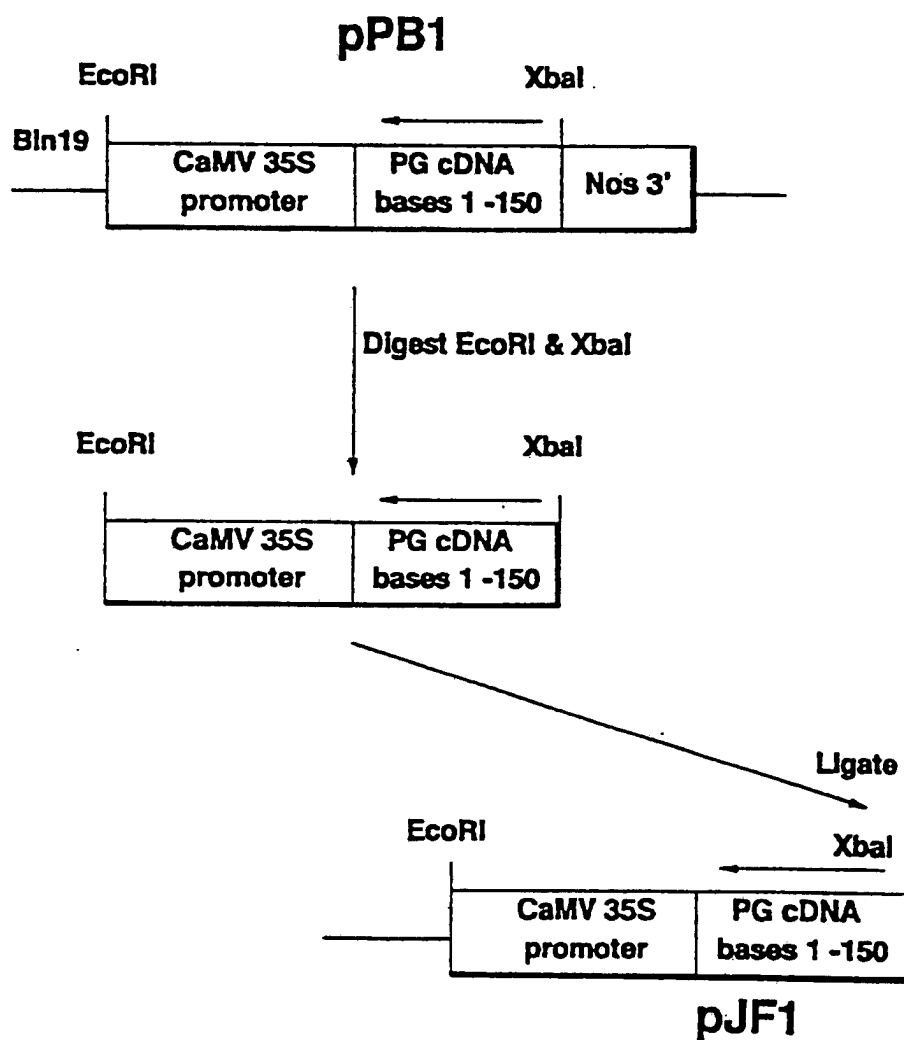 pPB1
EcoRI XbaI
Bin19
CaMV 35S promoter
PG cDNA bases 1 -150
Nos 3'
Digest EcoRI & XbaI
EcoRI XbaI
CaMV 35S promoter
PG cDNA bases 1 -150
Ligate
EcoRI XbaI
CaMV 35S promoter
PG cDNA bases 1 -150
pJF1